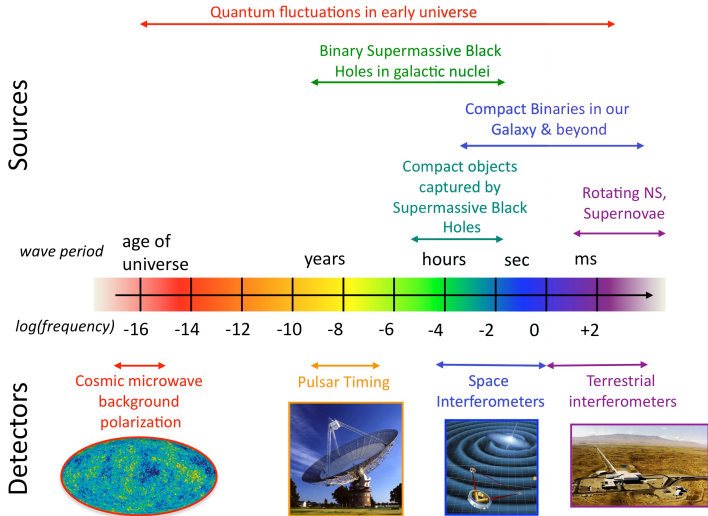 Quantum fluctuations in early universe
Binary Supermassive Black
Holes in galactic nuclei
Compact Binaries in our
Galaxy & beyond
Compact objects
captured by
Supermassive Black
Holes
Rotating NS,
Supernovae
Sources
wave period
age of
universe
years
hours
sec
ms
log(frequency)
-16 -14 -12 -10 -8 -6 -4 -2 0 +2
Detectors
Cosmic microwave
background
polarization
Pulsar Timing
Space
Interferometers
Terrestrial
interferometers